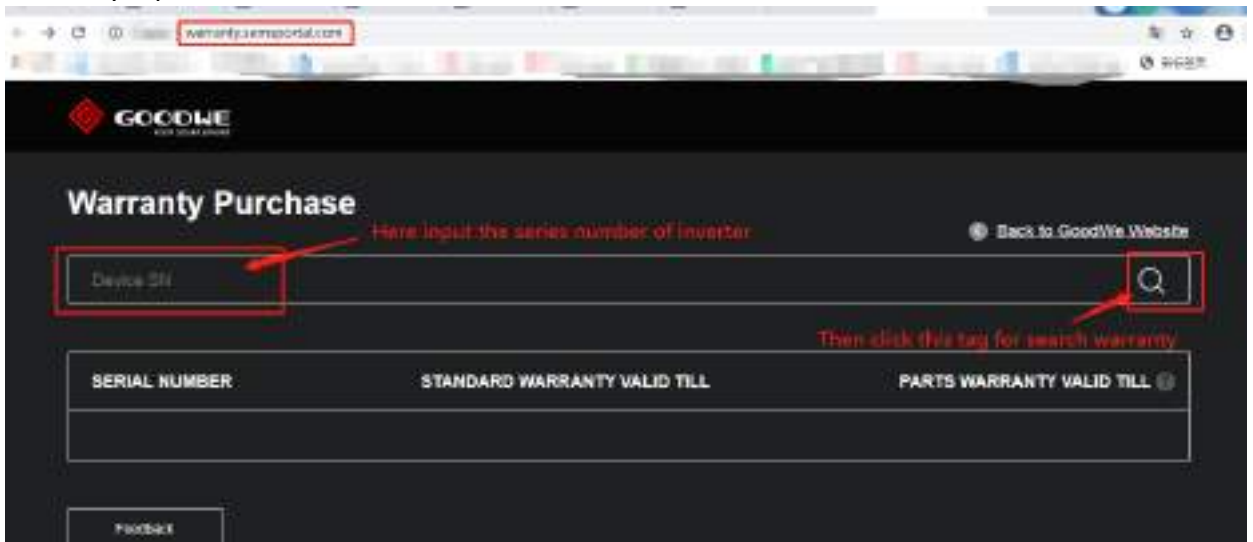 warranty.semsportal.com
GOODWE
Warranty Purchase
Here input the series number of inverter
Back to GoodWe Website
Device SN
Then click this tag for search warranty
SERIAL NUMBER STANDARD WARRANTY VALID TILL PARTS WARRANTY VALID TILL
Feedback